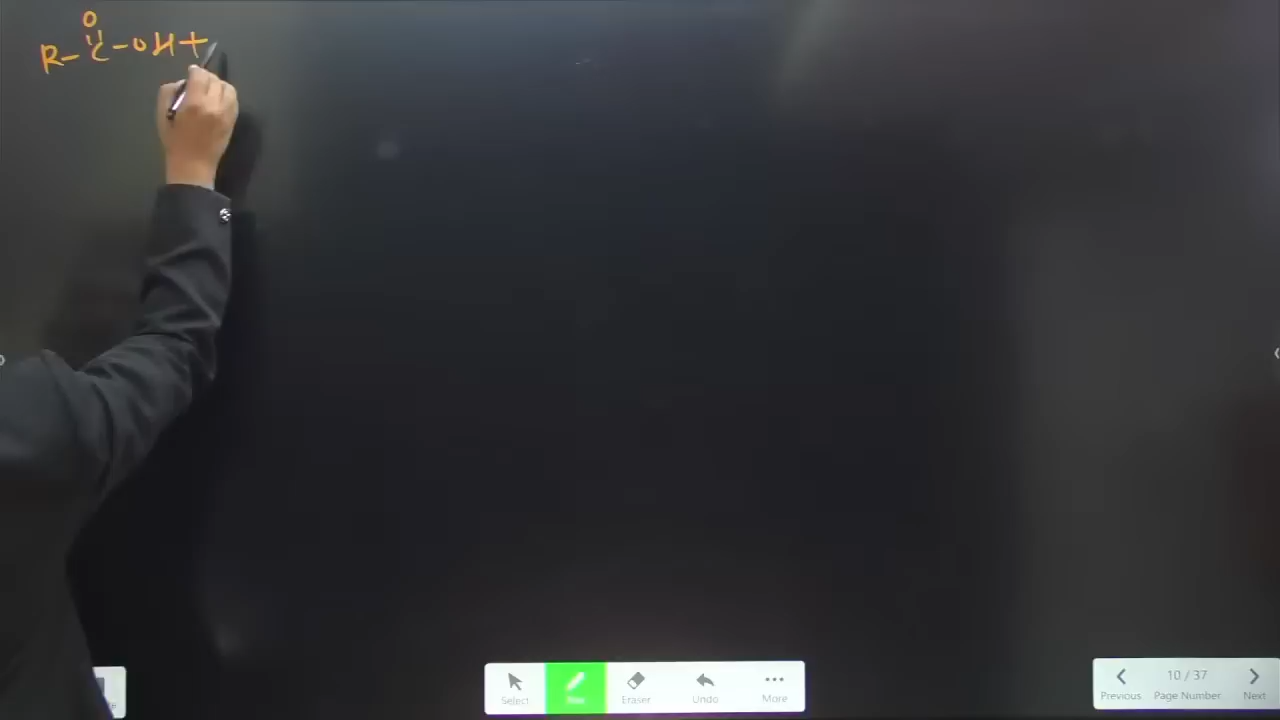 O
R-C-OH+
Select
Eraser
Undo
More
Previous
10 / 37
Page Number
Next